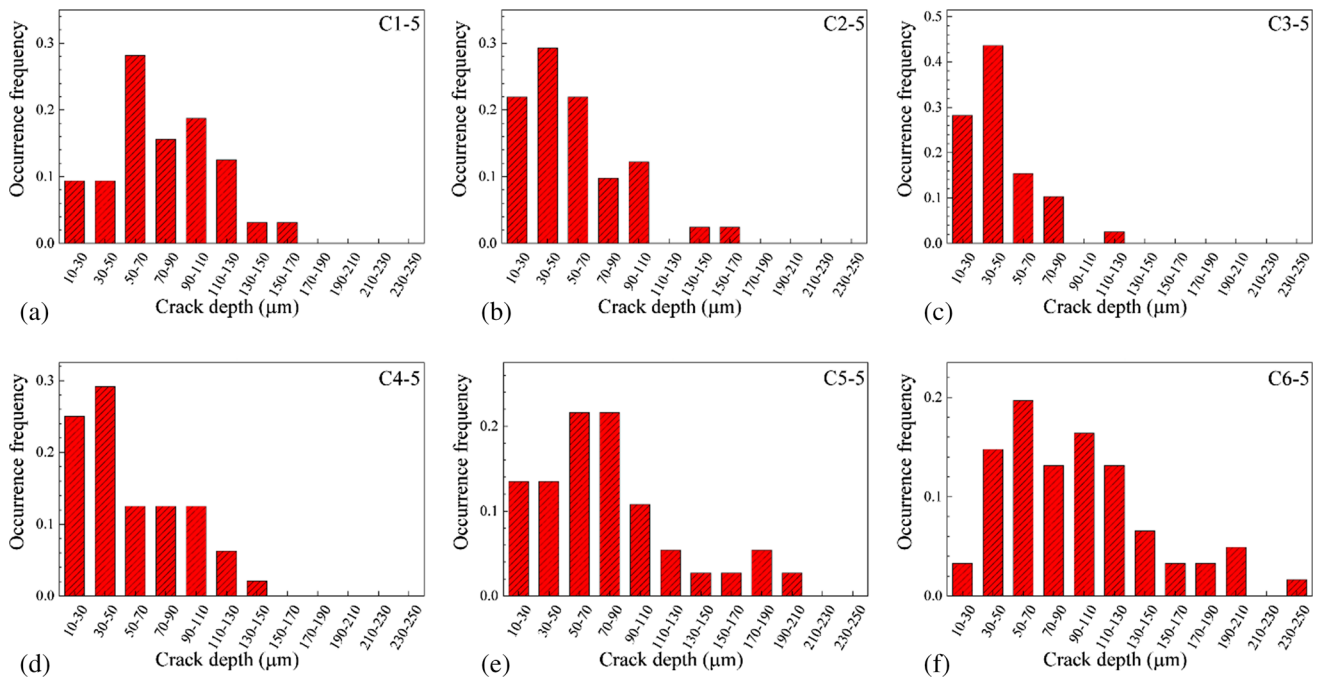 C1-5
Occurrence frequency
0.3
0.2
0.1
0.0
10-30 30-50 50-70 70-90 90-110 110-130 130-150 150-170 170-190 190-210 210-230 230-250
(a) Crack depth (μm)
C2-5
Occurrence frequency
0.3
0.2
0.1
0.0
10-30 30-50 50-70 70-90 90-110 110-130 130-150 150-170 170-190 190-210 210-230 230-250
(b) Crack depth (μm)
C3-5
Occurrence frequency
0.5
0.4
0.3
0.2
0.1
0.0
10-30 30-50 50-70 70-90 90-110 110-130 130-150 150-170 170-190 190-210 210-230 230-250
(c) Crack depth (μm)
C4-5
Occurrence frequency
0.3
0.2
0.1
0.0
10-30 30-50 50-70 70-90 90-110 110-130 130-150 150-170 170-190 190-210 210-230 230-250
(d) Crack depth (μm)
C5-5
Occurrence frequency
0.2
0.1
0.0
10-30 30-50 50-70 70-90 90-110 110-130 130-150 150-170 170-190 190-210 210-230 230-250
(e) Crack depth (μm)
C6-5
Occurrence frequency
0.2
0.1
0.0
10-30 30-50 50-70 70-90 90-110 110-130 130-150 150-170 170-190 190-210 210-230 230-250
(f) Crack depth (μm)